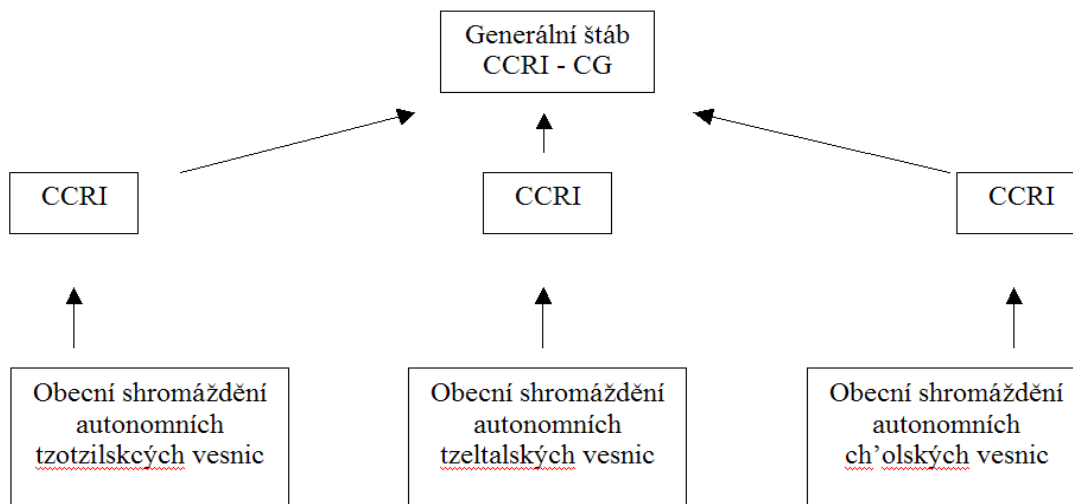 Generální štáb
CCRI - CG
CCRI
CCRI
CCRI
Obecní shromáždění
autonomních
tzotzilskcých vesnic
Obecní shromáždění
autonomních
tzeltalských vesnic
Obecní shromáždění
autonomních
ch’olských vesnic